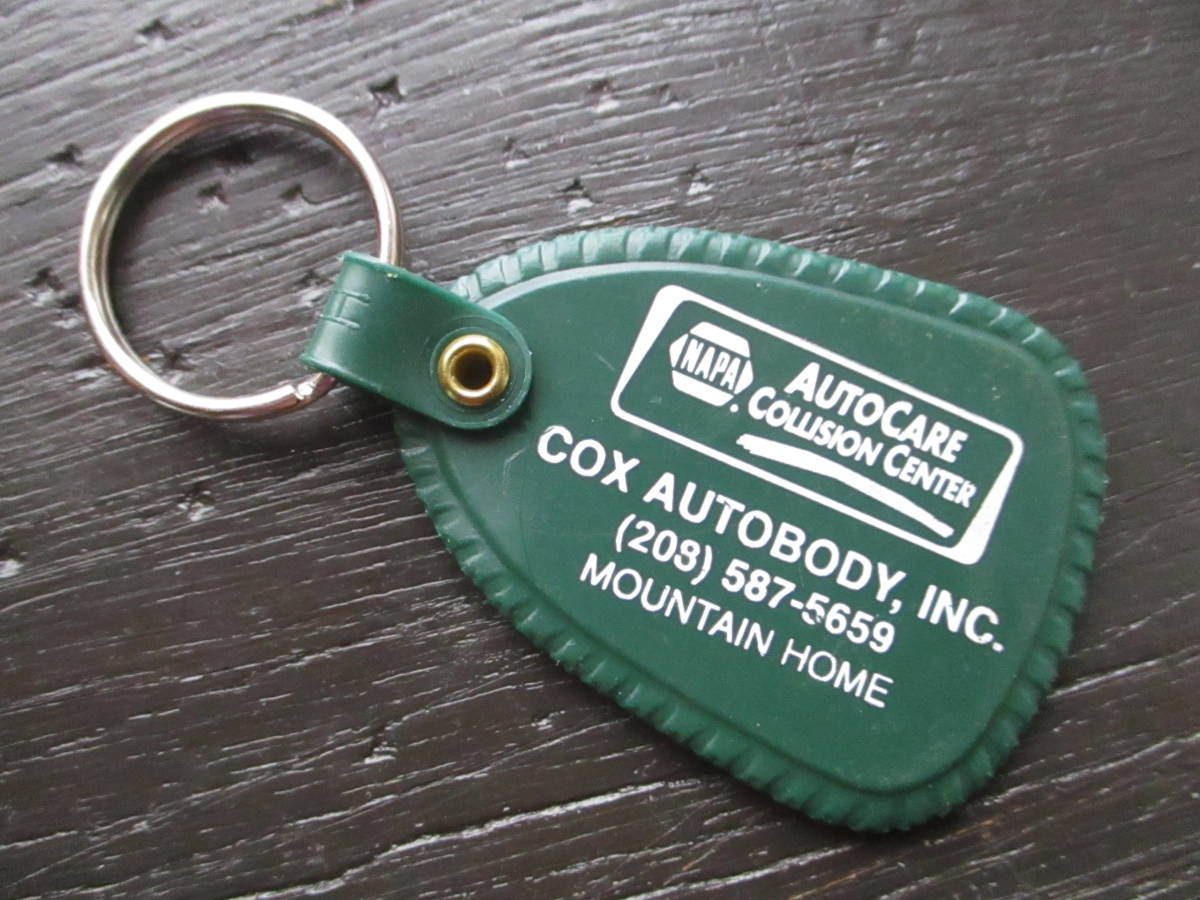 NAPA
AUTOCARE
COLLISION CENTER
COX AUTOBODY, INC.
(208) 587-5659
MOUNTAIN HOME